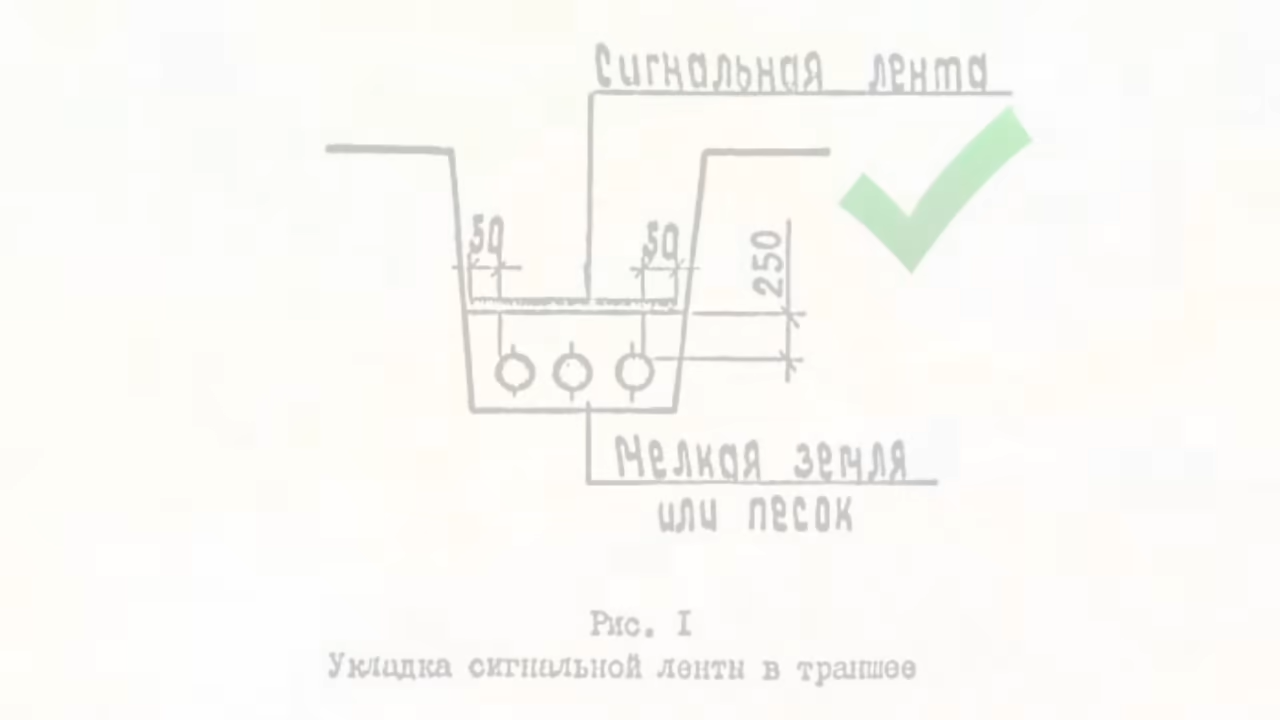 Сигнальная лента
50
50
250
Мелкая земля
или песок
Рис. I
Укладка сигнальной ленты в траншее